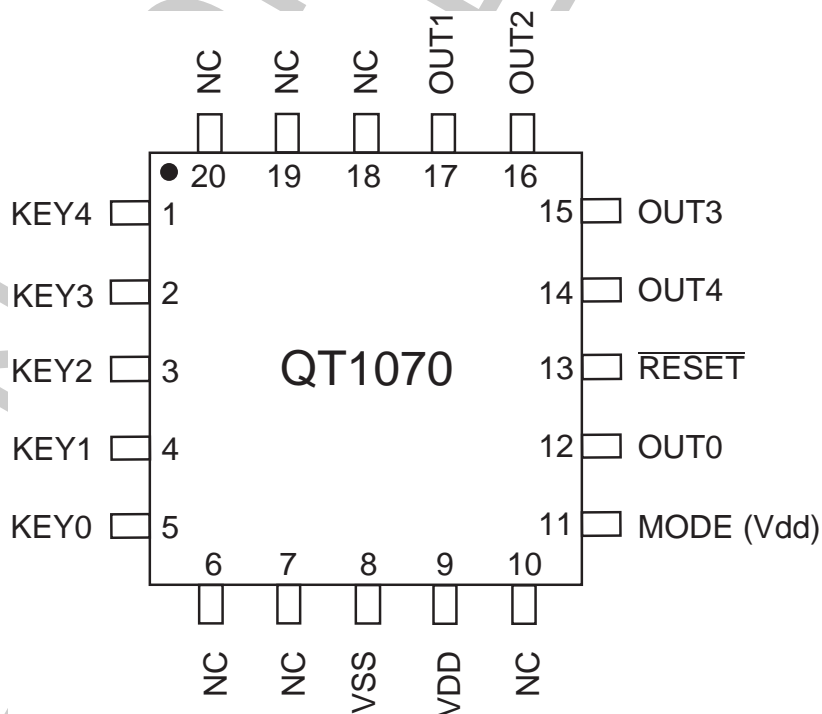 NC NC NC OUT1 OUT2
20 19 18 17 16
KEY4 1 15 OUT3
KEY3 2 14 OUT4
KEY2 3 QT1070 13 RESET
KEY1 4 12 OUT0
KEY0 5 11 MODE (Vdd)
6 7 8 9 10
NC NC VSS VDD NC